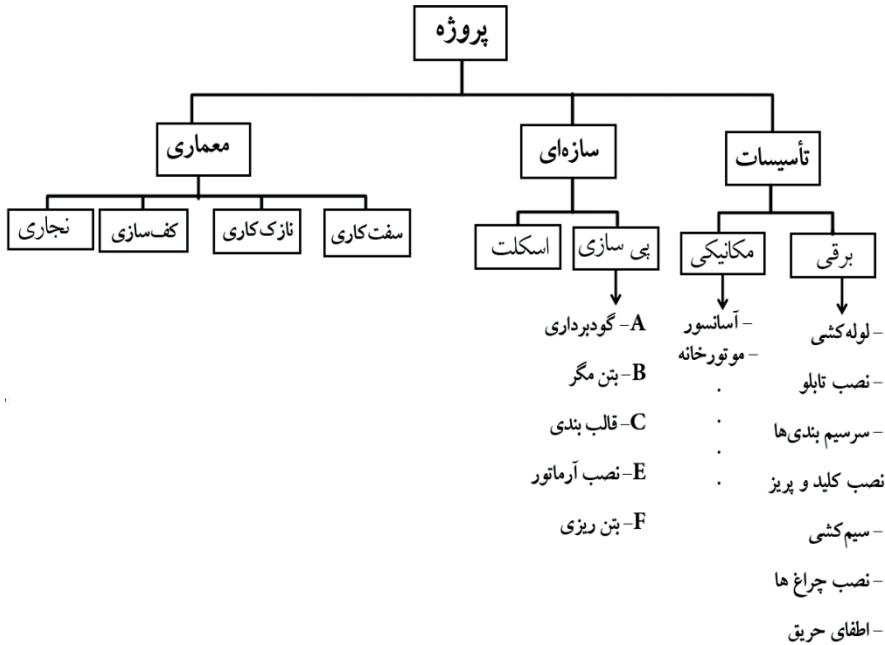 پروژه
تأسیسات
سازه‌ای
معماری
برقی
مکانیکی
پی سازی
اسکلت
سفت‌کاری
نازک‌کاری
کف‌سازی
نجاری
– لوله‌کشی
– نصب تابلو
– سرسیم بندی‌ها
نصب کلید و پریز
– سیم‌کشی
– نصب چراغ ها
– اطفای حریق
– آسانسور
– موتورخانه
.
.
.
.
A– گودبرداری
B– بتن مگر
C– قالب بندی
E– نصب آرماتور
F– بتن ریزی